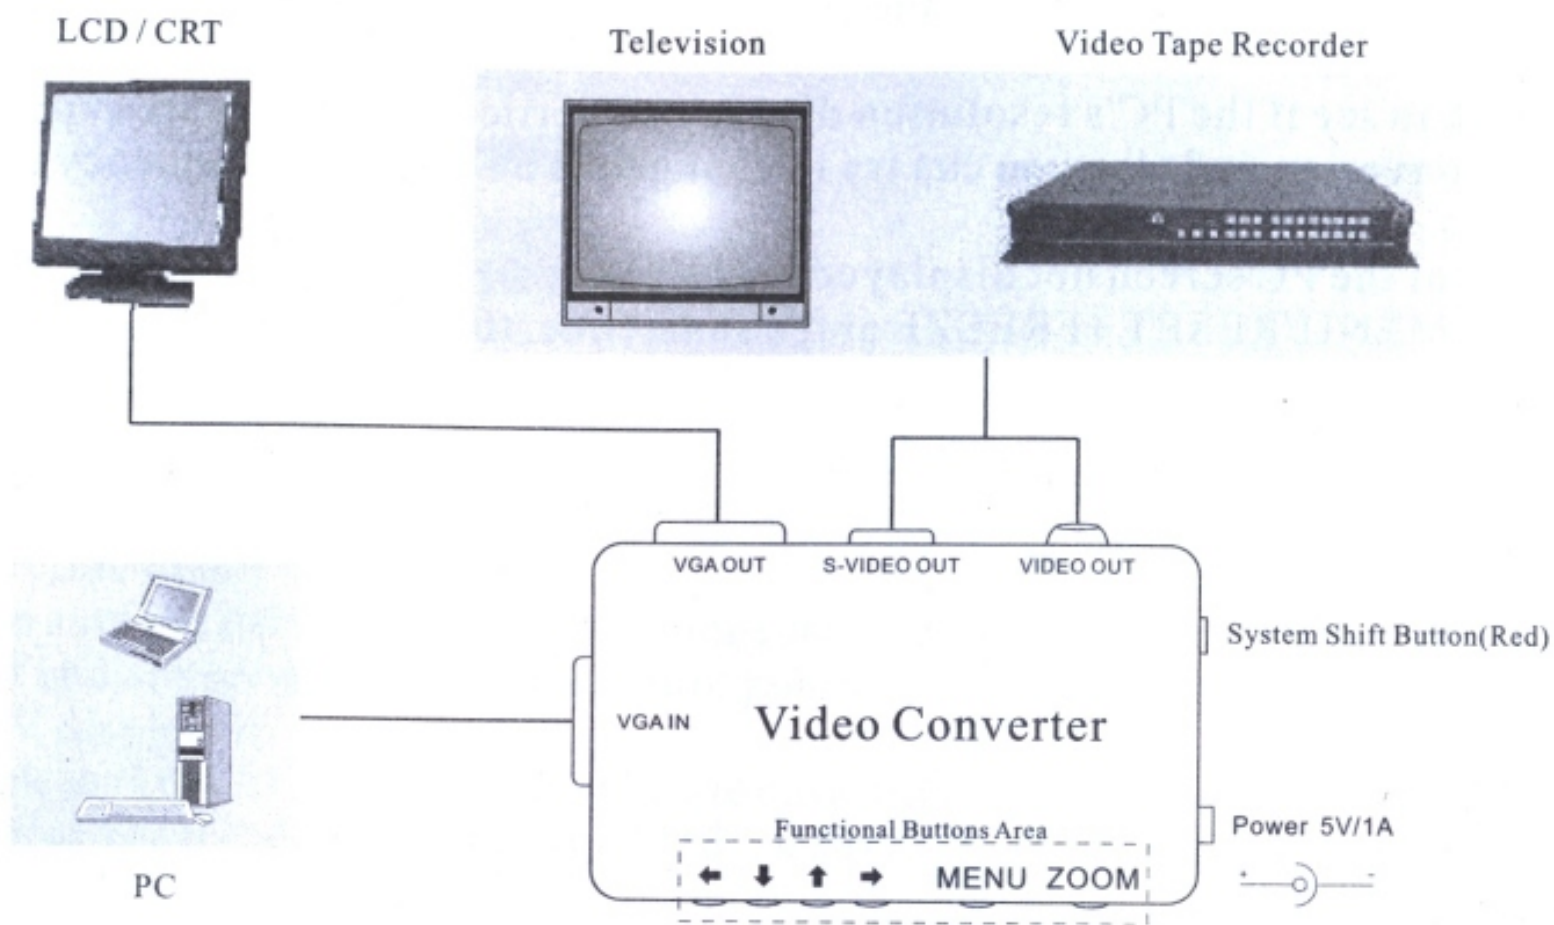 LCD / CRT
Television
Video Tape Recorder
VGA OUT
S-VIDEO OUT
VIDEO OUT
System Shift Button(Red)
VGA IN
Video Converter
Power 5V/1A
+ -
Functional Buttons Area
← ↓ ↑ → MENU ZOOM
PC